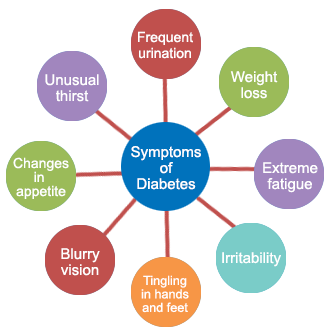 Frequent
urination
Weight
loss
Extreme
fatigue
Irritability
Tingling
in hands
and feet
Blurry
vision
Changes
in
appetite
Unusual
thirst
Symptoms
of
Diabetes